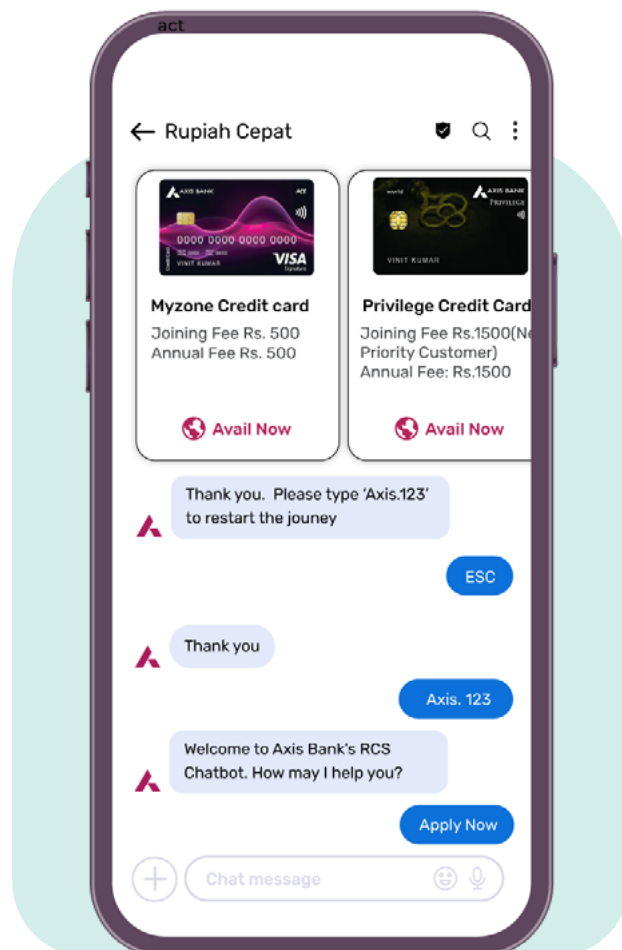 act
Rupiah Cepat
AXIS BANK
ACE
0000 0000 0000 0000
VINIT KUMAR
VISA
Signature
world
AXIS BANK
PRIVILEGE
VINIT KUMAR
Myzone Credit card
Joining Fee Rs. 500
Annual Fee Rs. 500
Avail Now
Privilege Credit Card
Joining Fee Rs.1500(Ne
Priority Customer)
Annual Fee: Rs.1500
Avail Now
Thank you. Please type 'Axis.123'
to restart the jouney
ESC
Thank you
Axis. 123
Welcome to Axis Bank's RCS
Chatbot. How may I help you?
Apply Now
Chat message